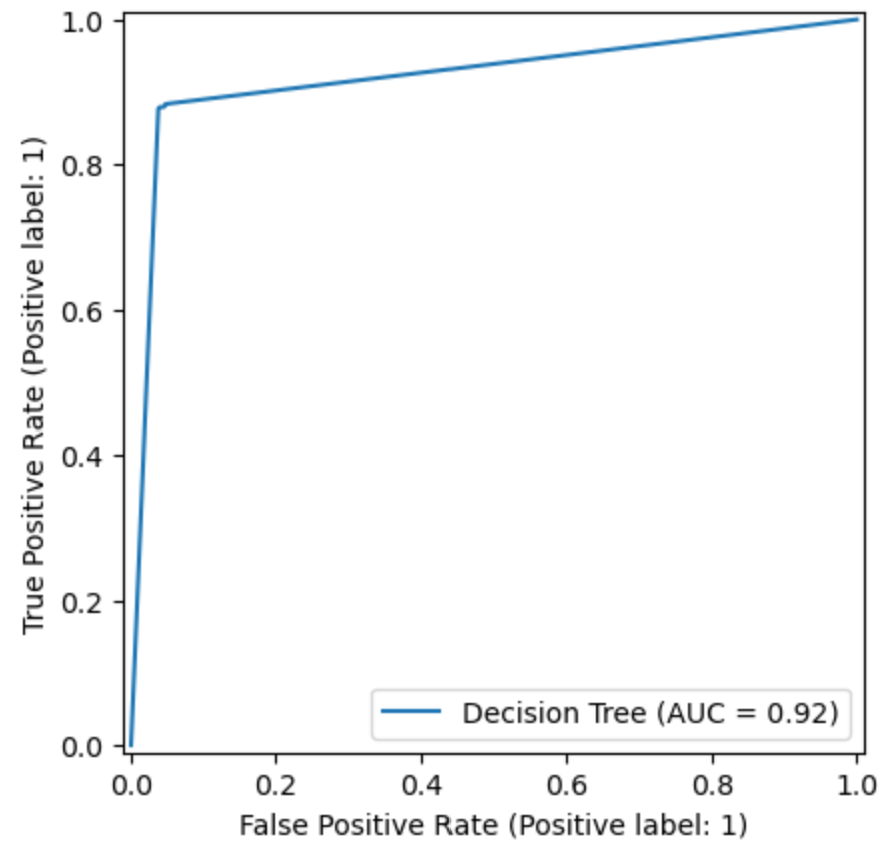 1.0
0.8
0.6
0.4
0.2
0.0
True Positive Rate (Positive label: 1)
Decision Tree (AUC = 0.92)
0.0 0.2 0.4 0.6 0.8 1.0
False Positive Rate (Positive label: 1)